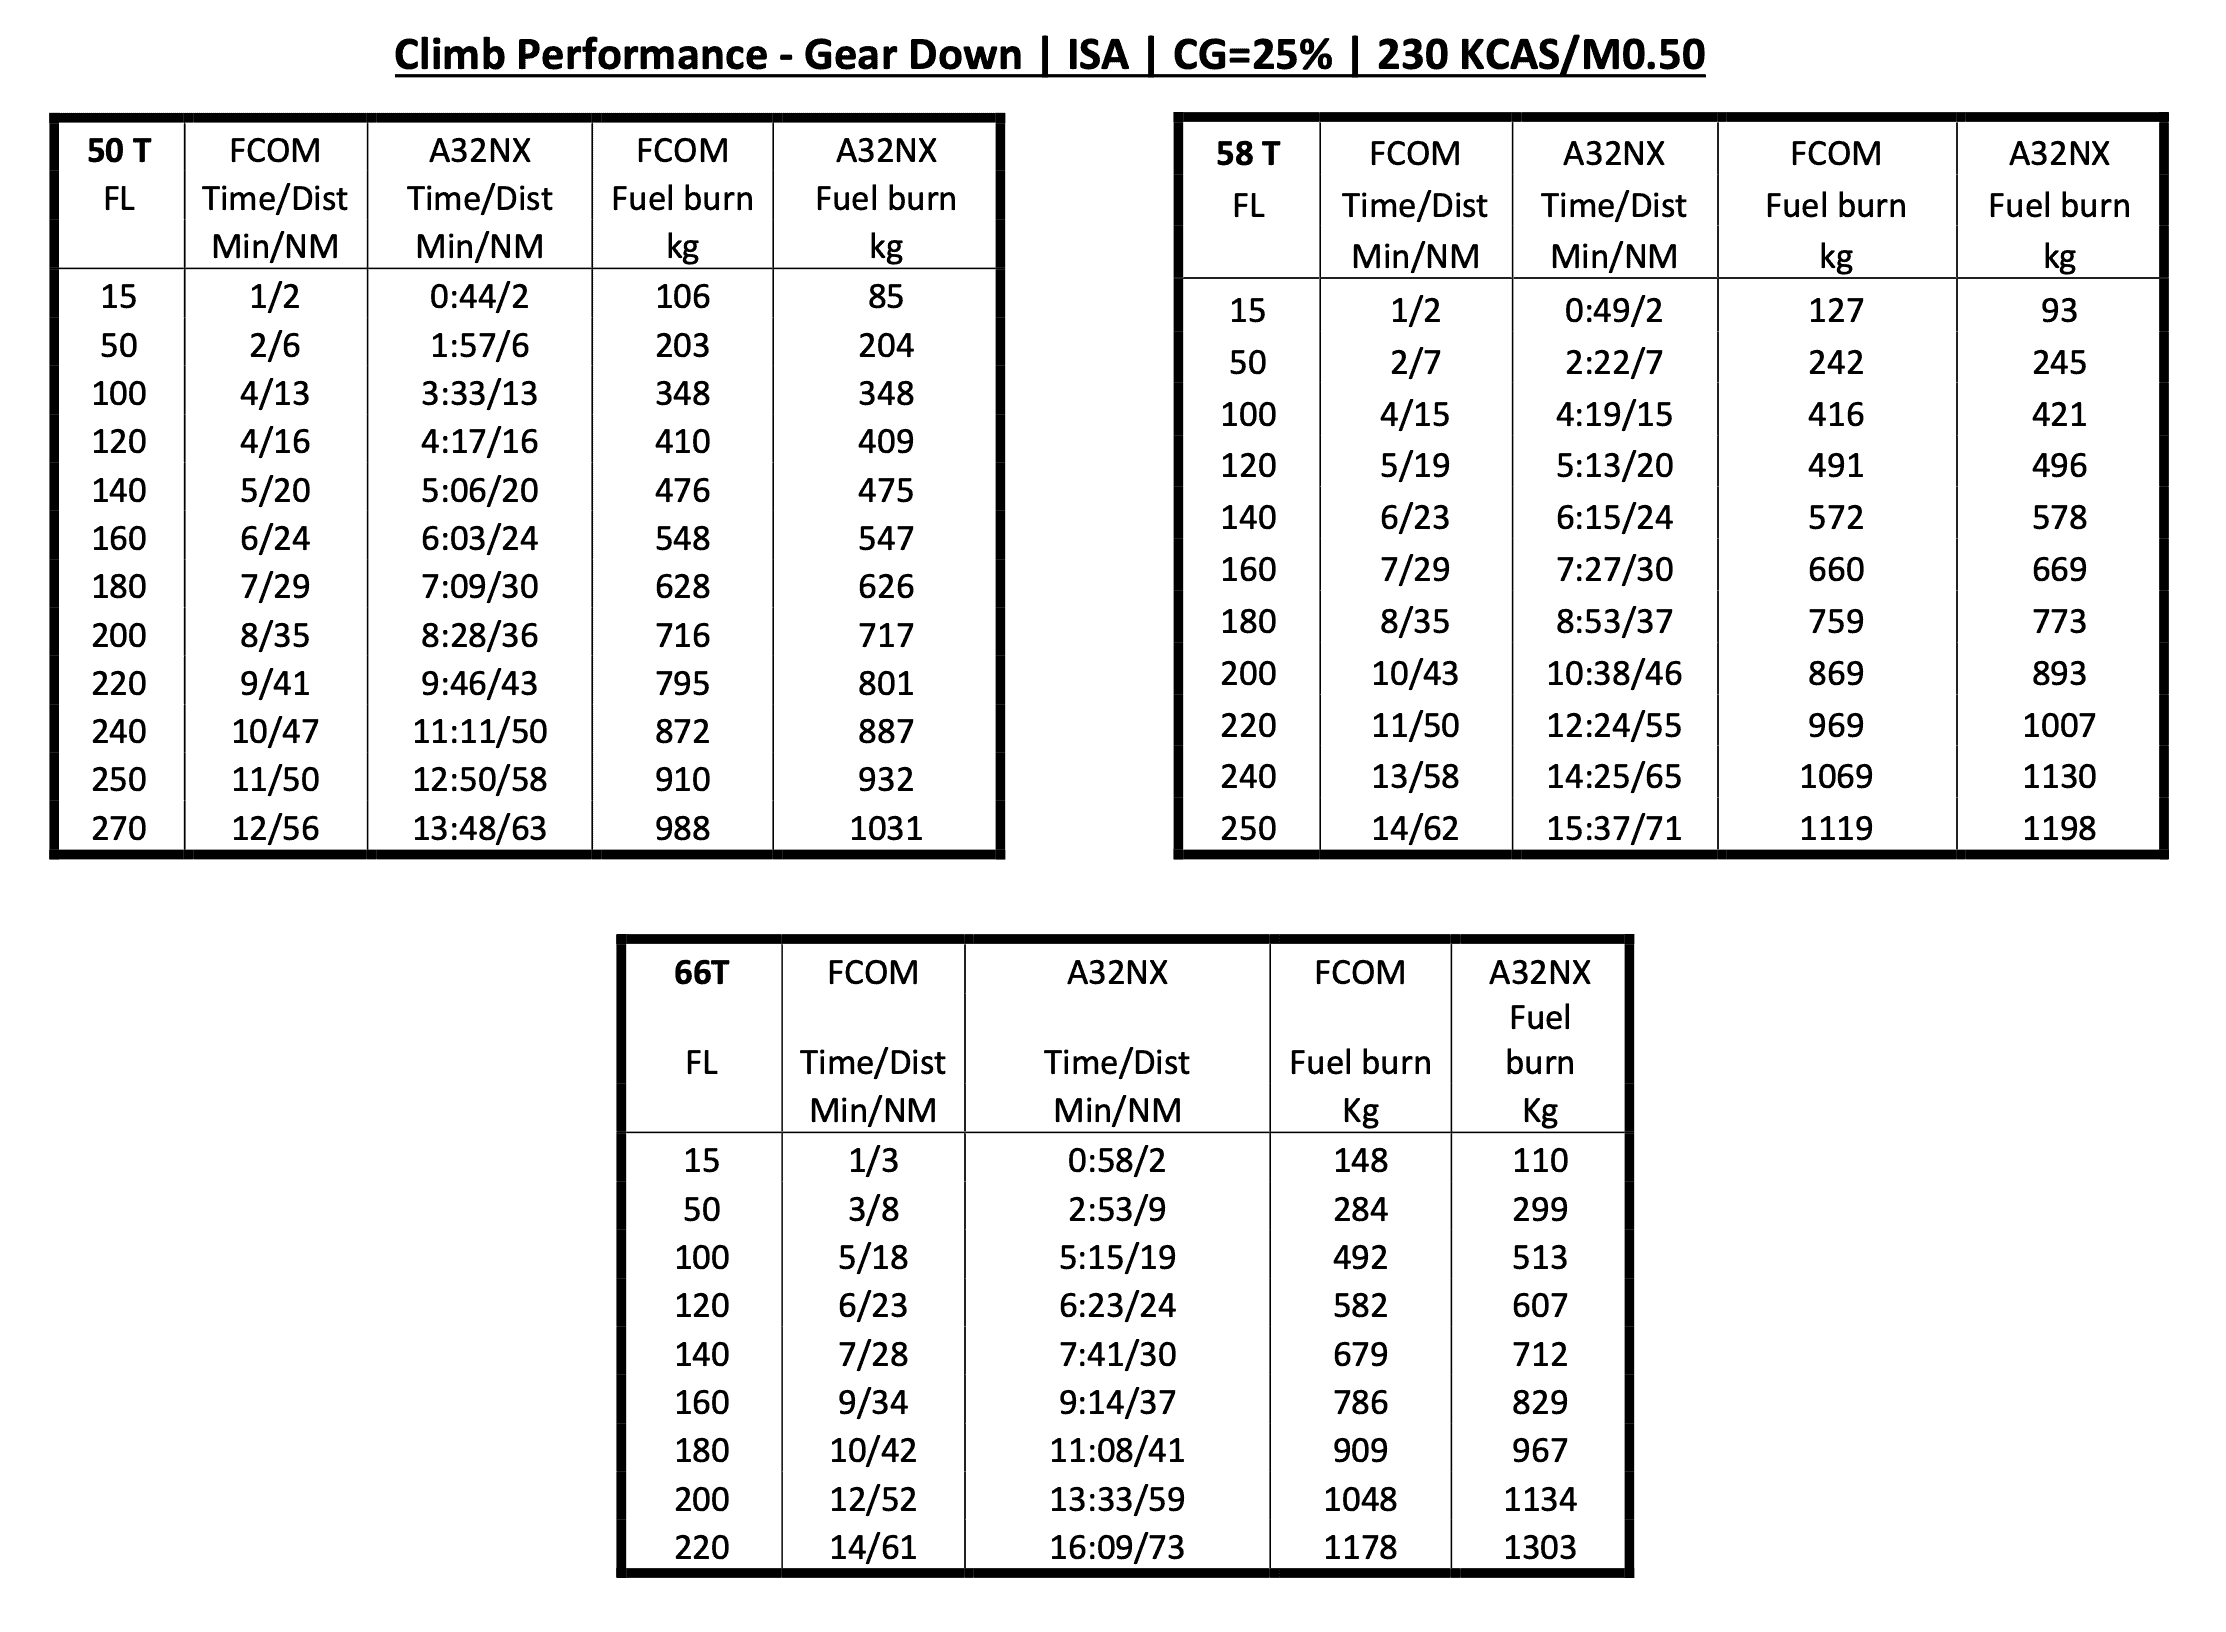 Climb Performance - Gear Down | ISA | CG=25% | 230 KCAS/M0.50
50 T FCOM A32NX FCOM A32NX
FL Time/Dist Time/Dist Fuel burn Fuel burn
Min/NM Min/NM kg kg
15 1/2 0:44/2 106 85
50 2/6 1:57/6 203 204
100 4/13 3:33/13 348 348
120 4/16 4:17/16 410 409
140 5/20 5:06/20 476 475
160 6/24 6:03/24 548 547
180 7/29 7:09/30 628 626
200 8/35 8:28/36 716 717
220 9/41 9:46/43 795 801
240 10/47 11:11/50 872 887
250 11/50 12:50/58 910 932
270 12/56 13:48/63 988 1031
58 T FCOM A32NX FCOM A32NX
FL Time/Dist Time/Dist Fuel burn Fuel burn
Min/NM Min/NM kg kg
15 1/2 0:49/2 127 93
50 2/7 2:22/7 242 245
100 4/15 4:19/15 416 421
120 5/19 5:13/20 491 496
140 6/23 6:15/24 572 578
160 7/29 7:27/30 660 669
180 8/35 8:53/37 759 773
200 10/43 10:38/46 869 893
220 11/50 12:24/55 969 1007
240 13/58 14:25/65 1069 1130
250 14/62 15:37/71 1119 1198
66T FCOM A32NX FCOM A32NX
Fuel
FL Time/Dist Time/Dist Fuel burn burn
Min/NM Min/NM Kg Kg
15 1/3 0:58/2 148 110
50 3/8 2:53/9 284 299
100 5/18 5:15/19 492 513
120 6/23 6:23/24 582 607
140 7/28 7:41/30 679 712
160 9/34 9:14/37 786 829
180 10/42 11:08/41 909 967
200 12/52 13:33/59 1048 1134
220 14/61 16:09/73 1178 1303